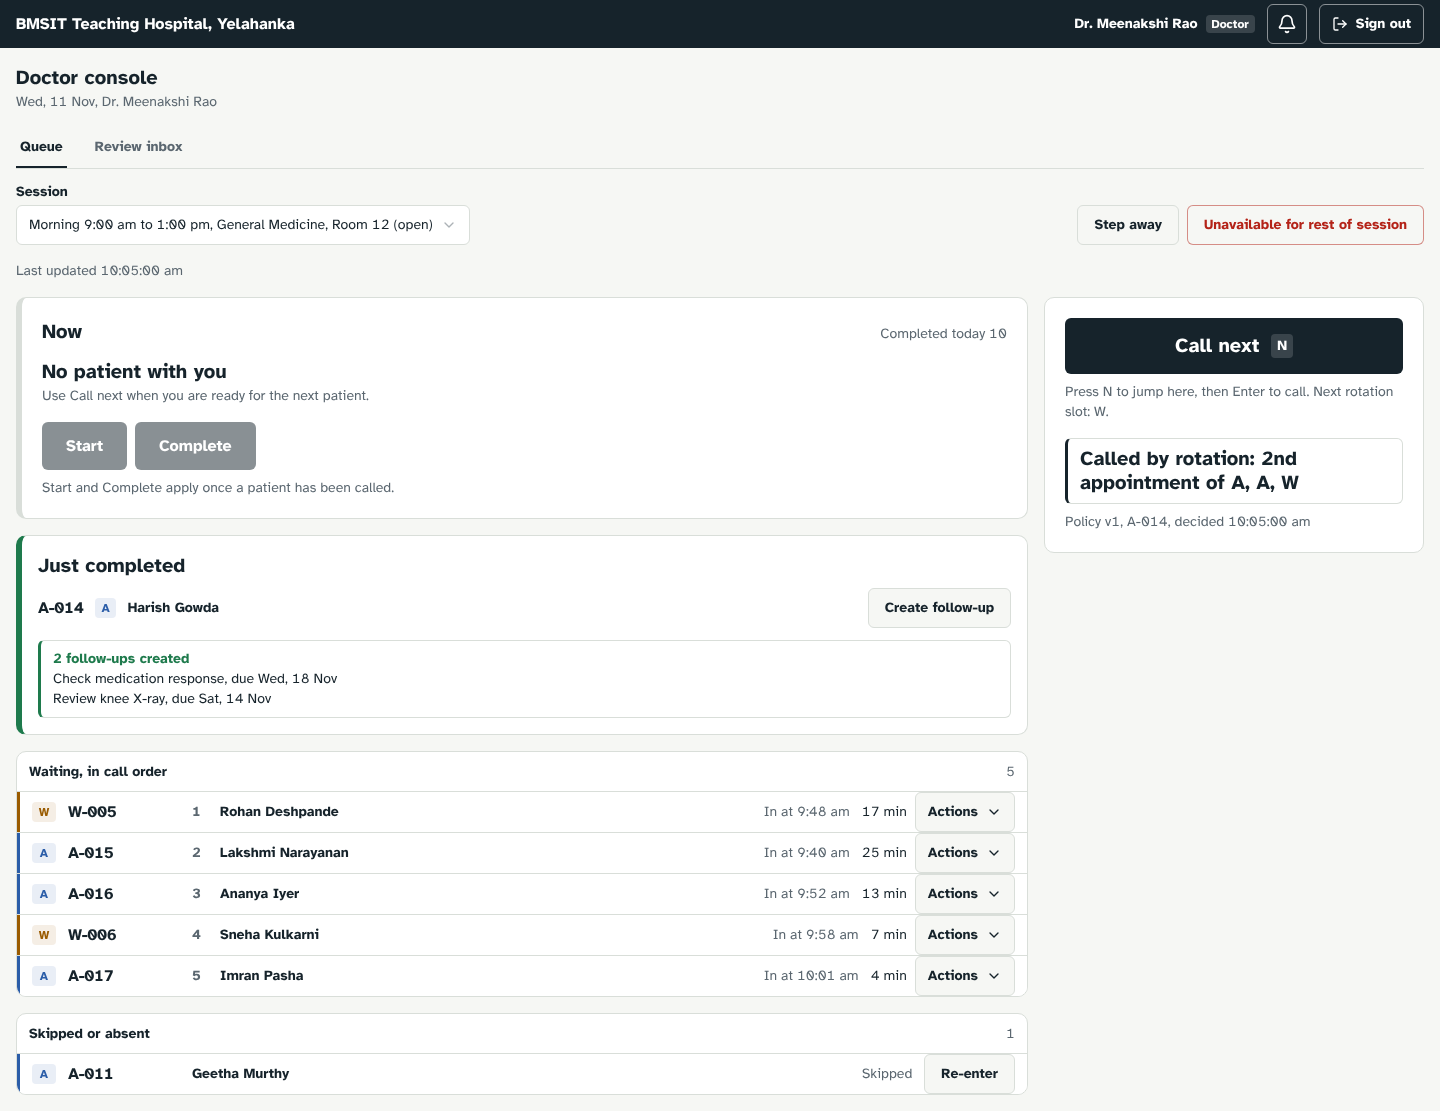 BMSIT Teaching Hospital, Yelahanka
Dr. Meenakshi Rao Doctor Sign out
Doctor console
Wed, 11 Nov, Dr. Meenakshi Rao
Queue Review inbox
Session
Morning 9:00 am to 1:00 pm, General Medicine, Room 12 (open)
Step away Unavailable for rest of session
Last updated 10:05:00 am
Now
Completed today 10
No patient with you
Use Call next when you are ready for the next patient.
Start Complete
Start and Complete apply once a patient has been called.
Call next N
Press N to jump here, then Enter to call. Next rotation
slot: W.
Called by rotation: 2nd
appointment of A, A, W
Policy v1, A-014, decided 10:05:00 am
Just completed
A-014 A Harish Gowda Create follow-up
2 follow-ups created
Check medication response, due Wed, 18 Nov
Review knee X-ray, due Sat, 14 Nov
Waiting, in call order 5
W W-005 1 Rohan Deshpande In at 9:48 am 17 min Actions
A A-015 2 Lakshmi Narayanan In at 9:40 am 25 min Actions
A A-016 3 Ananya Iyer In at 9:52 am 13 min Actions
W W-006 4 Sneha Kulkarni In at 9:58 am 7 min Actions
A A-017 5 Imran Pasha In at 10:01 am 4 min Actions
Skipped or absent 1
A A-011 Geetha Murthy Skipped Re-enter